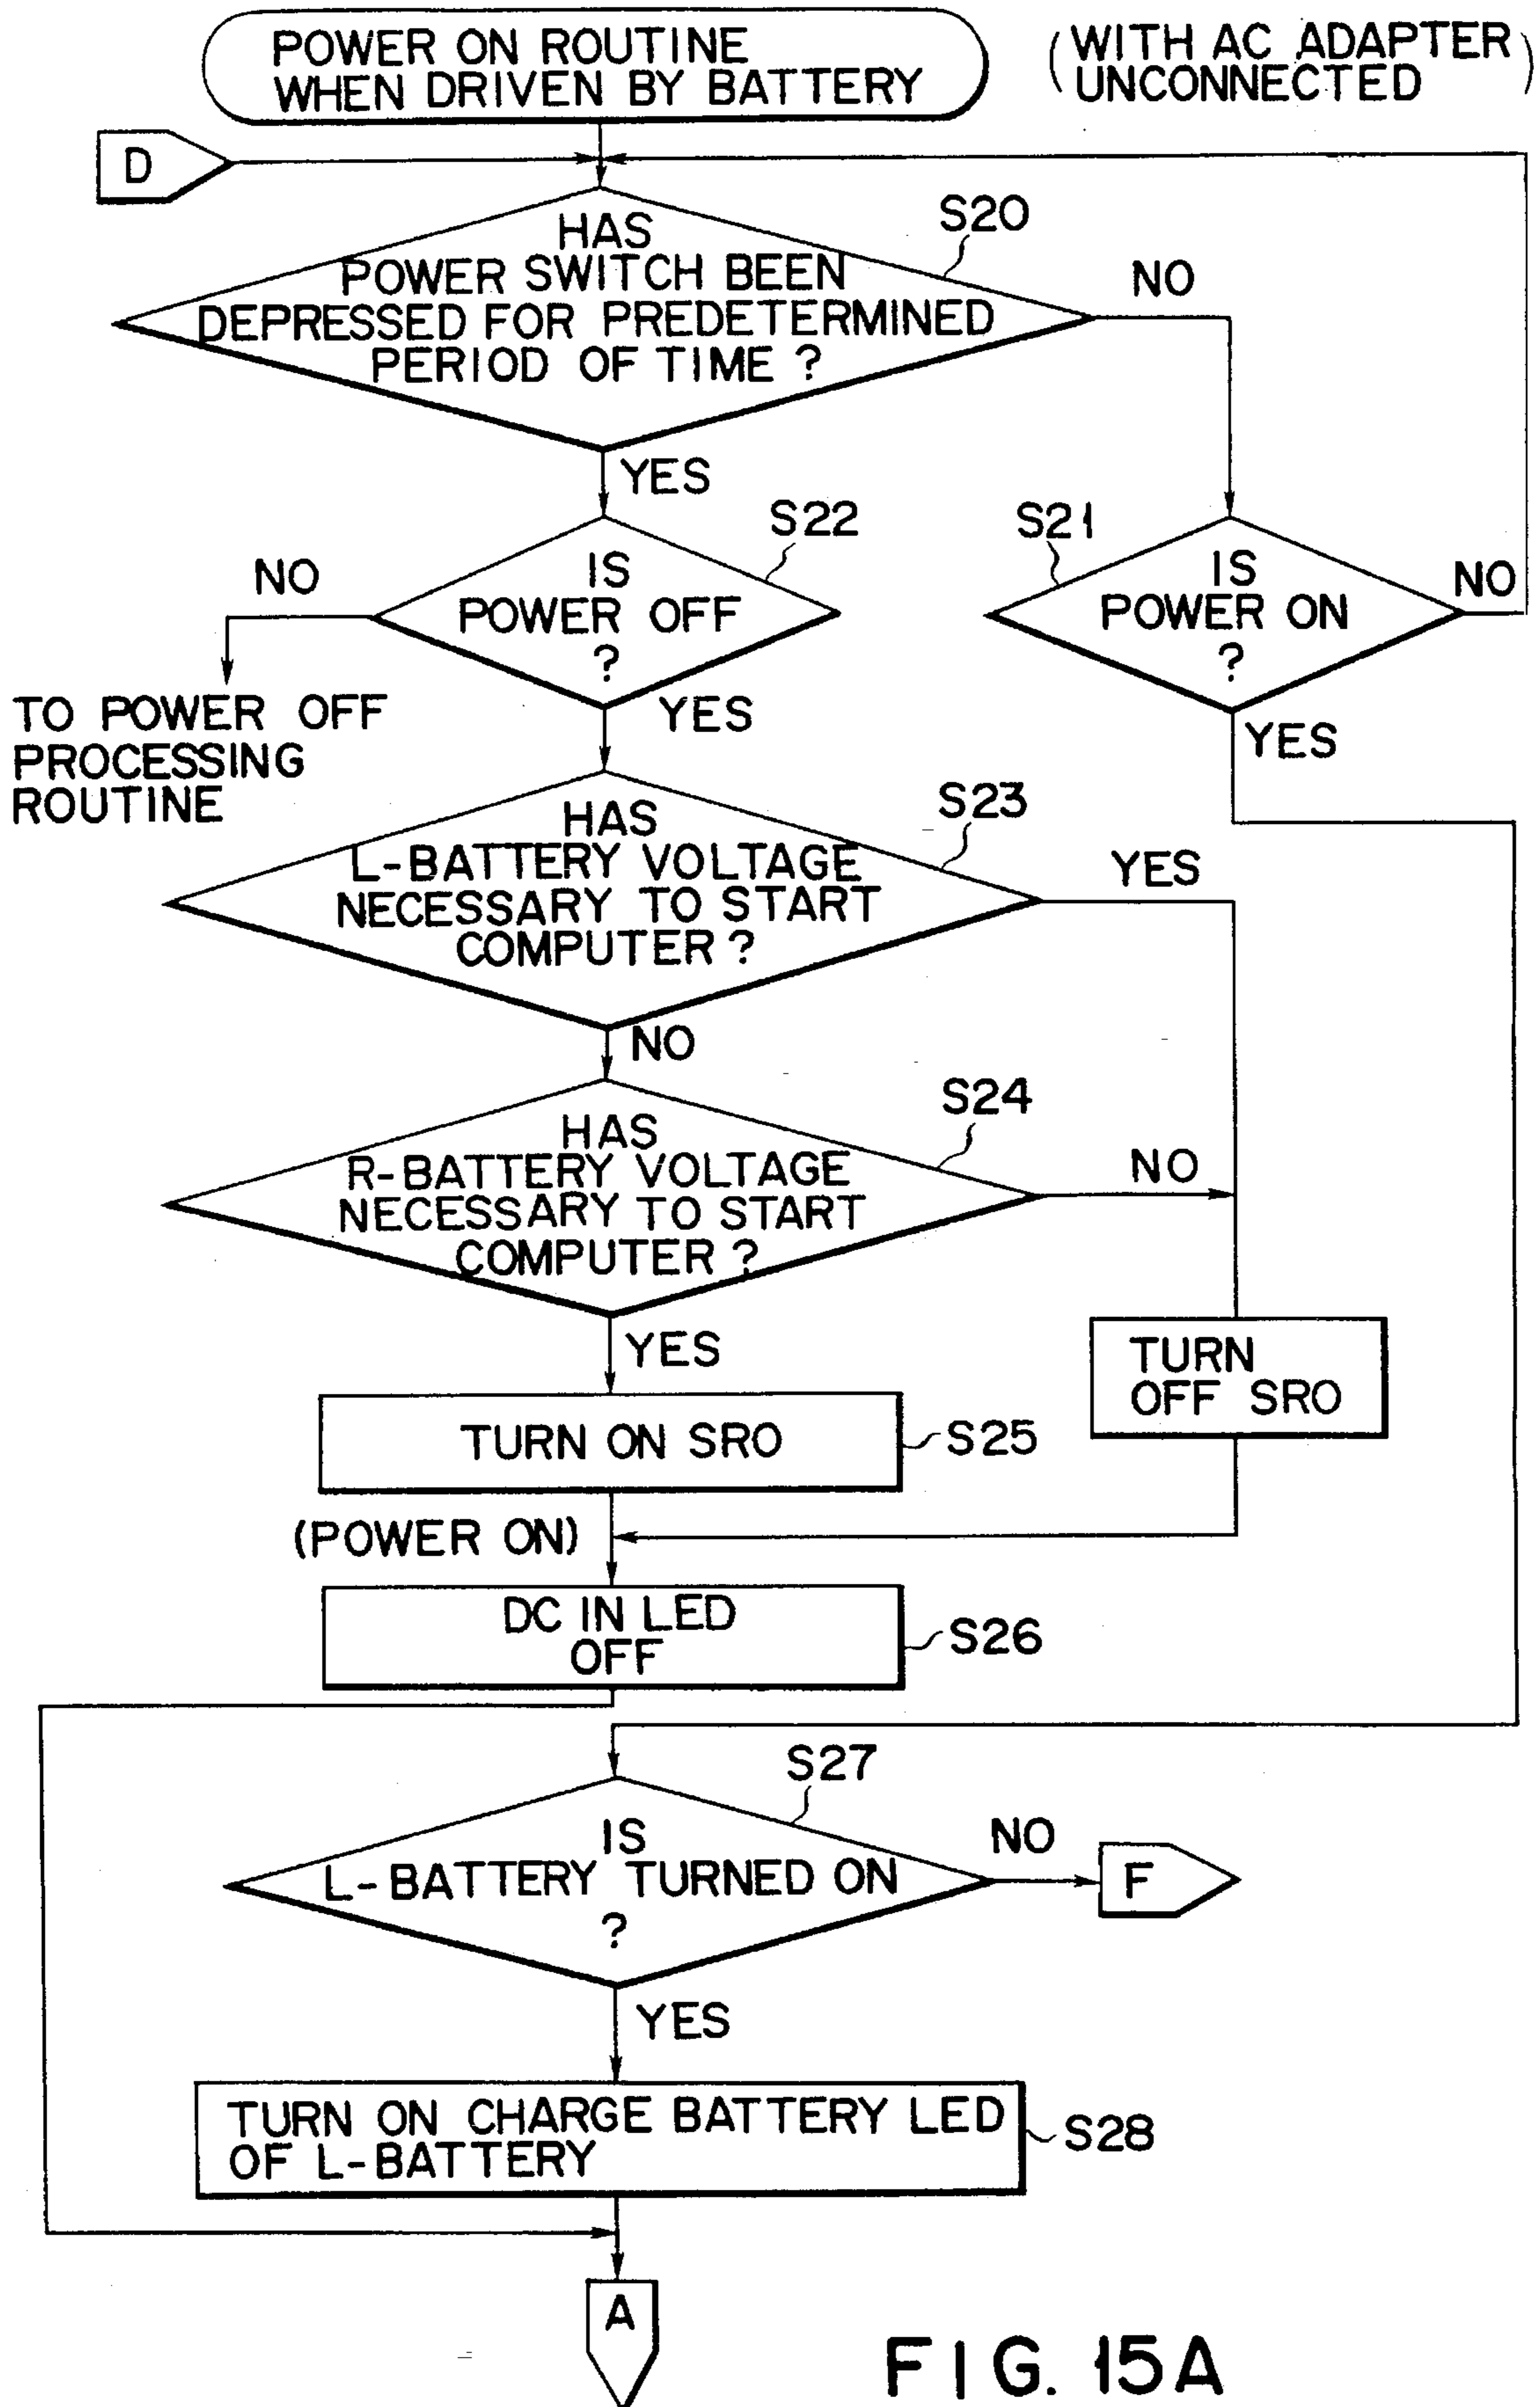 POWER ON ROUTINE
WHEN DRIVEN BY BATTERY
(WITH AC ADAPTER
UNCONNECTED)
D
HAS
POWER SWITCH BEEN
DEPRESSED FOR PREDETERMINED
PERIOD OF TIME ?
S20
NO
YES
S22
NO
IS
POWER OFF
?
S21
IS
POWER ON
?
NO
TO POWER OFF
PROCESSING
ROUTINE
YES
YES
HAS
L-BATTERY VOLTAGE
NECESSARY TO START
COMPUTER ?
S23
YES
NO
HAS
R-BATTERY VOLTAGE
NECESSARY TO START
COMPUTER ?
S24
NO
YES
TURN
OFF SRO
TURN ON SRO
S25
(POWER ON)
DC IN LED
OFF
S26
S27
IS
L-BATTERY TURNED ON
?
NO
F
YES
TURN ON CHARGE BATTERY LED
OF L-BATTERY
S28
A
FIG. 15A